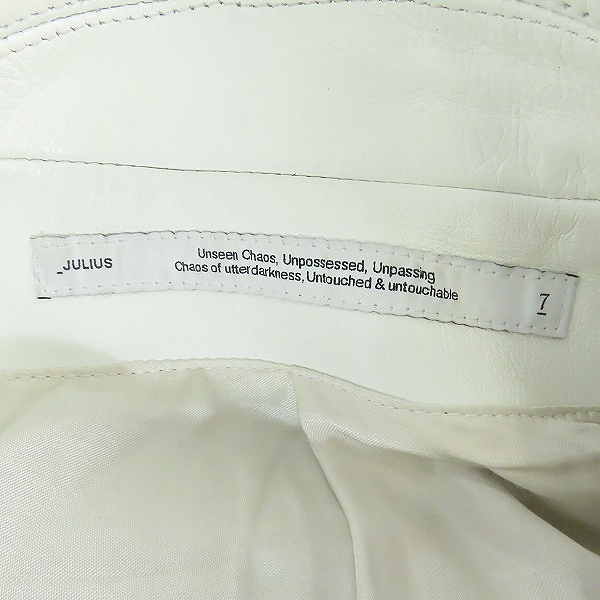 _JULIUS
Unseen Chaos, Unpossessed, Unpassing
Chaos of utterdarkness, Untouched & untouchable
7